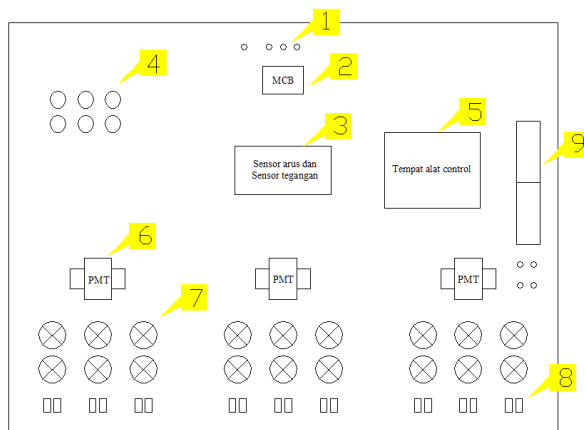 1
2
MCB
4
3
5
Sensor arus dan
Sensor tegangan
Tempat alat control
9
6
PMT
PMT
PMT
7
8